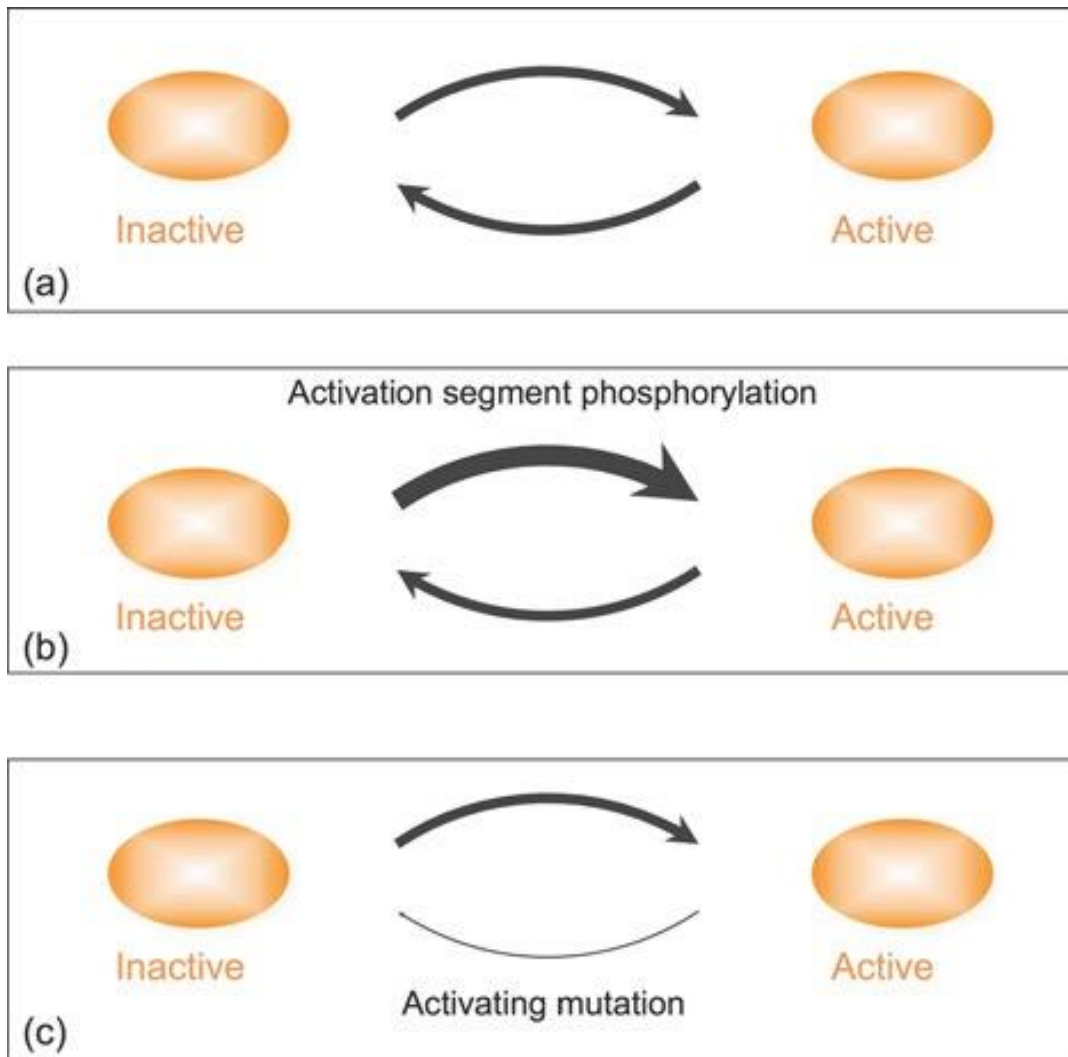 Inactive
Active
(a)
Activation segment phosphorylation
Inactive
Active
(b)
Inactive
Active
Activating mutation
(c)